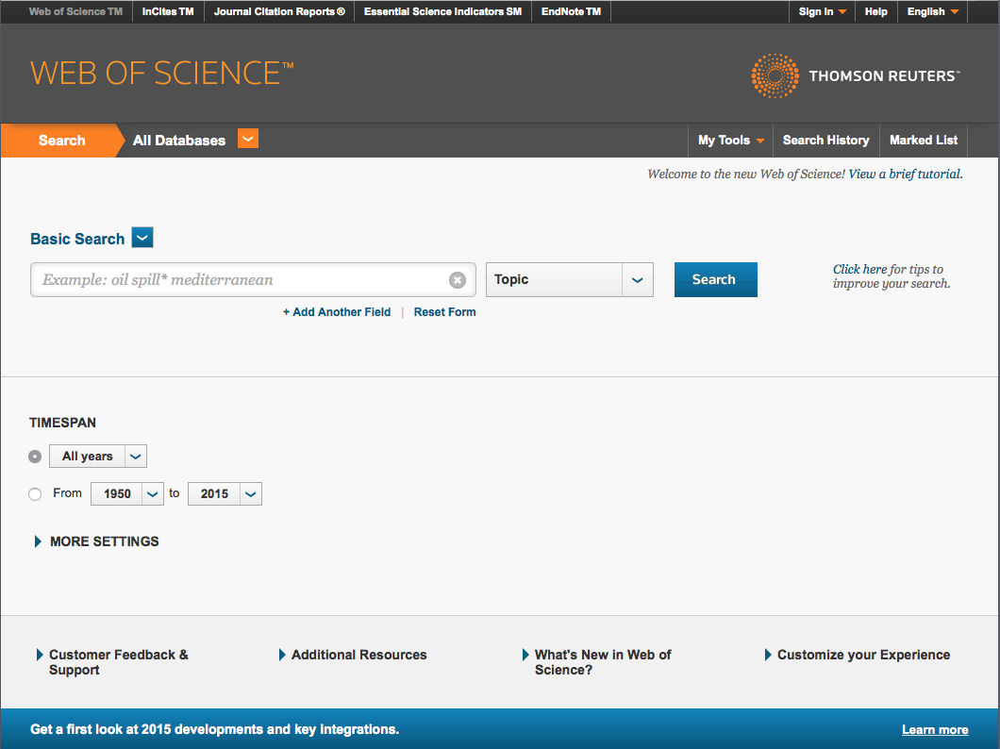 Web of Science TM InCites TM Journal Citation Reports ® Essential Science Indicators SM EndNote TM Sign In Help English
WEB OF SCIENCE™
THOMSON REUTERS™
Search All Databases My Tools Search History Marked List
Welcome to the new Web of Science! View a brief tutorial.
Basic Search
Example: oil spill* mediterranean Topic Search
Click here for tips to
improve your search.
+ Add Another Field | Reset Form
TIMESPAN
All years
From 1950 to 2015
MORE SETTINGS
Customer Feedback &
Support
Additional Resources
What's New in Web of
Science?
Customize your Experience
Get a first look at 2015 developments and key integrations. Learn more